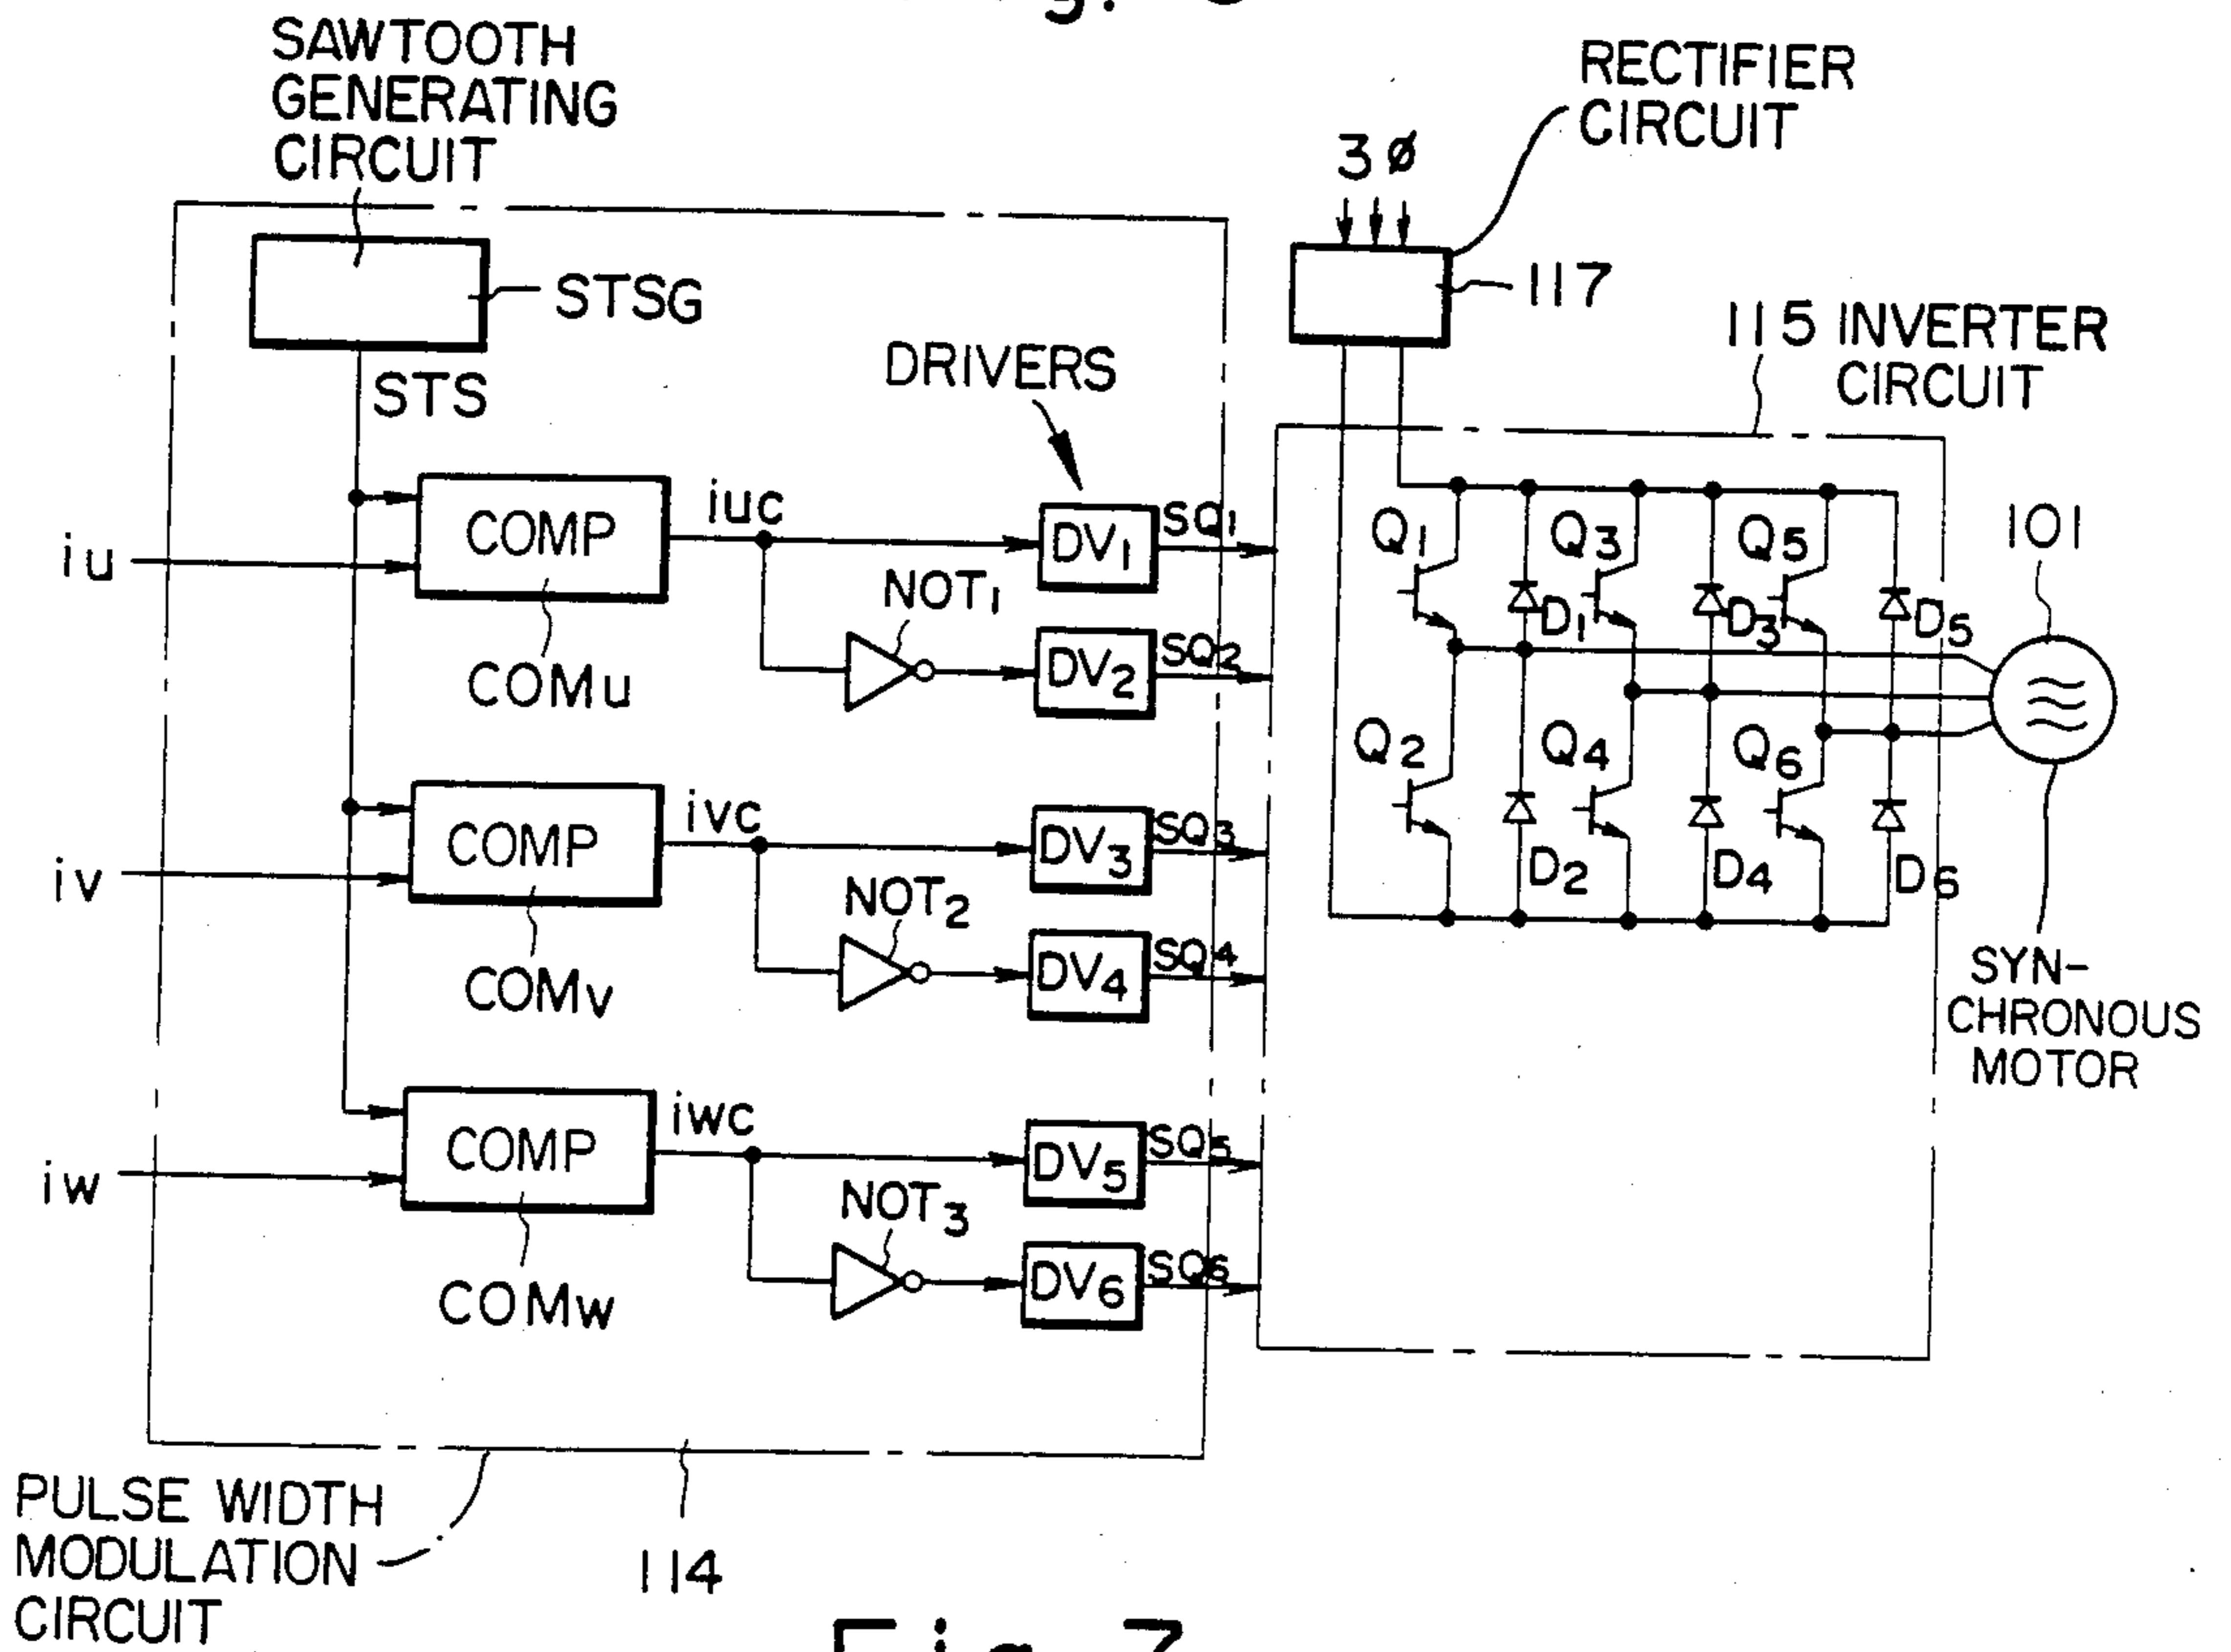 SAWTOOTH
GENERATING
CIRCUIT
RECTIFIER
CIRCUIT
3ø
STSG
117
115 INVERTER
CIRCUIT
STS
DRIVERS
COMP
iuc
DV1
SQ1
iu
NOT1
COMu
DV2
SQ2
Q1
Q3
Q5
101
D1
D3
D5
Q2
Q4
Q6
D2
D4
D6
COMP
ivc
DV3
SQ3
iv
NOT2
COMv
DV4
SQ4
SYN-
CHRONOUS
MOTOR
COMP
iwc
DV5
SQ5
iw
NOT3
COMw
DV6
SQ6
PULSE WIDTH
MODULATION
CIRCUIT
114